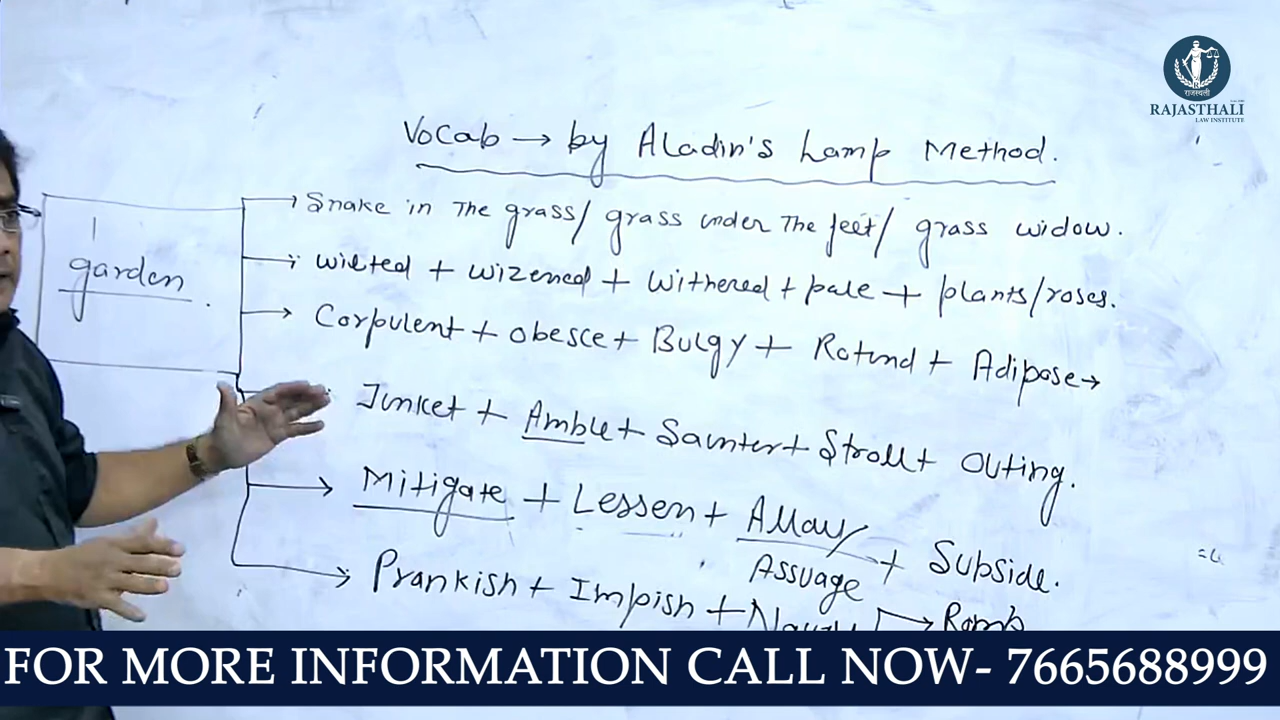 राजस्थली
RAJASTHALI
LAW INSTITUTE
Vocab → by Aladin's Lamp Method.
garden.
→ Snake in The grass/ grass under The feet/ grass widow.
→ wilted + wizened + withered + pale + plants/roses.
→ Corpulent + obesce + Bulgy + Rotund + Adipose →
Junket + Amble + Saunter + Stroll + Outing.
→ Mitigate + Lessen + Allay + Subside.
Assuage
→ Prankish + Impish +
FOR MORE INFORMATION CALL NOW- 7665688999